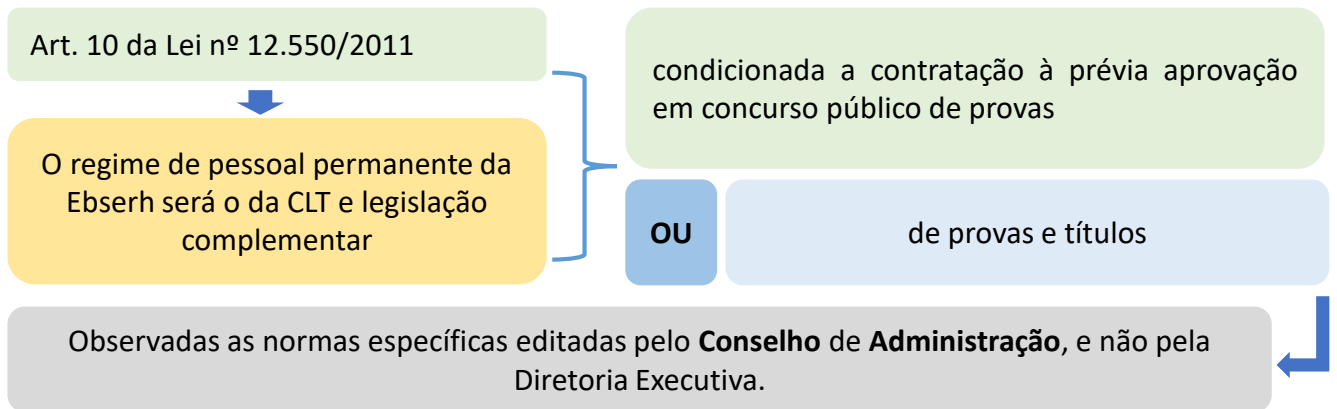 Art. 10 da Lei nº 12.550/2011
O regime de pessoal permanente da
Ebserh será o da CLT e legislação
complementar
condicionada a contratação à prévia aprovação
em concurso público de provas
OU
de provas e títulos
Observadas as normas específicas editadas pelo Conselho de Administração, e não pela
Diretoria Executiva.